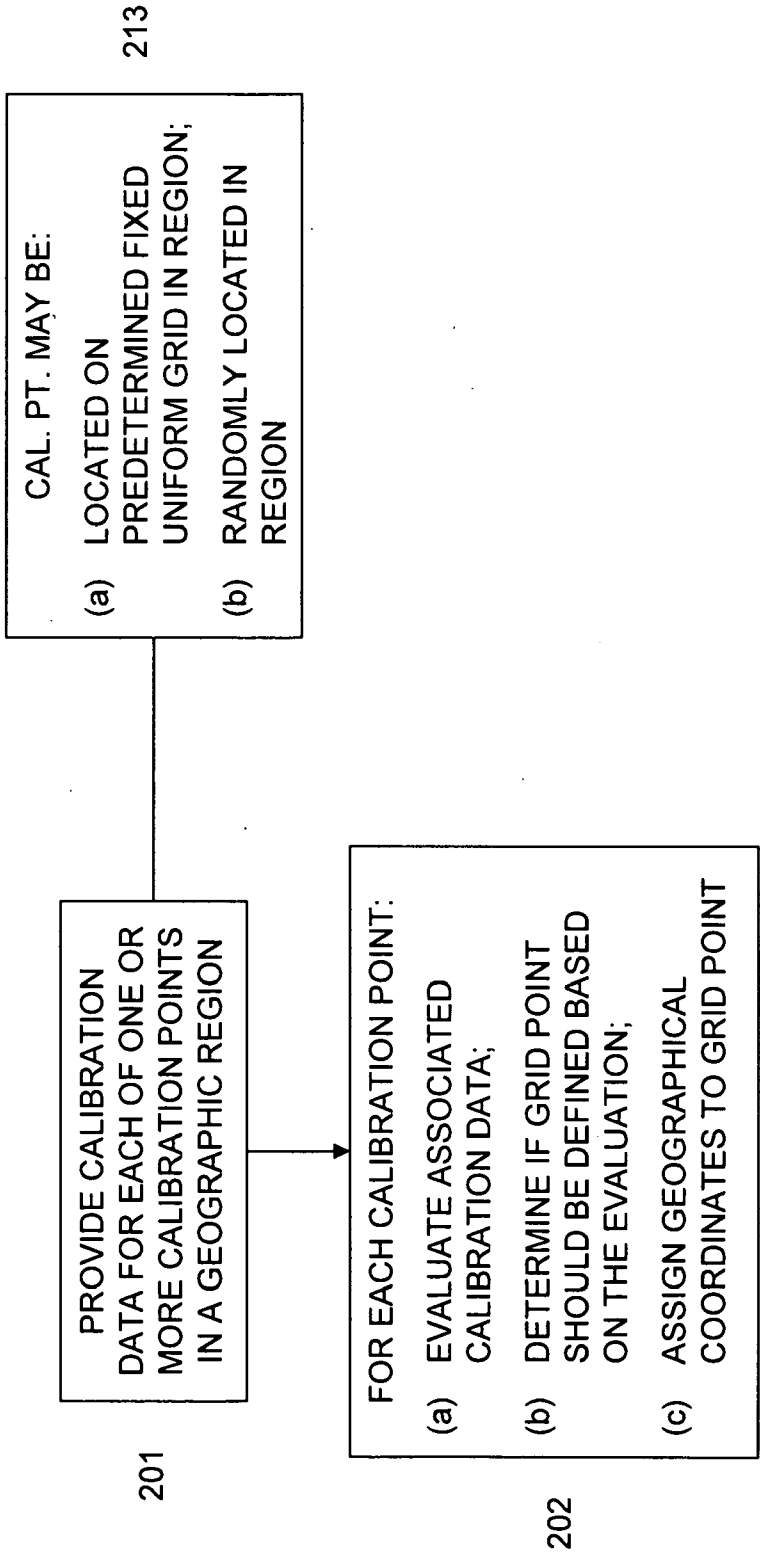 201
PROVIDE CALIBRATION
DATA FOR EACH OF ONE OR
MORE CALIBRATION POINTS
IN A GEOGRAPHIC REGION
CAL. PT. MAY BE:
(a) LOCATED ON
PREDETERMINED FIXED
UNIFORM GRID IN REGION;
(b) RANDOMLY LOCATED IN
REGION
213
202
FOR EACH CALIBRATION POINT:
(a) EVALUATE ASSOCIATED
CALIBRATION DATA;
(b) DETERMINE IF GRID POINT
SHOULD BE DEFINED BASED
ON THE EVALUATION;
(c) ASSIGN GEOGRAPHICAL
COORDINATES TO GRID POINT